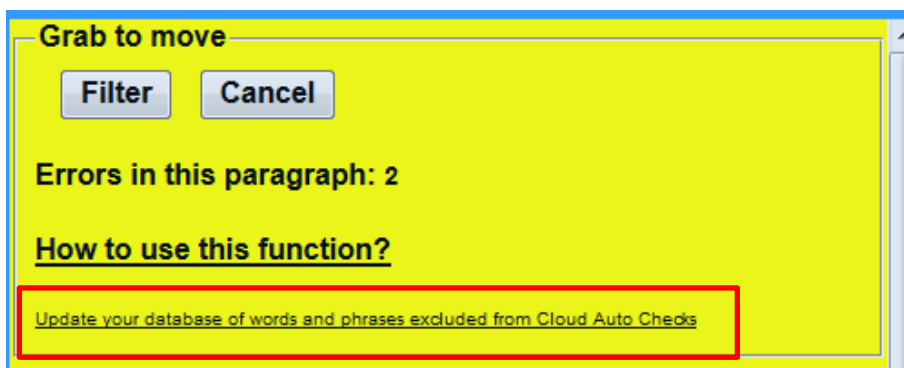 Grab to move
Filter Cancel
Errors in this paragraph: 2
How to use this function?
Update your database of words and phrases excluded from Cloud Auto Checks